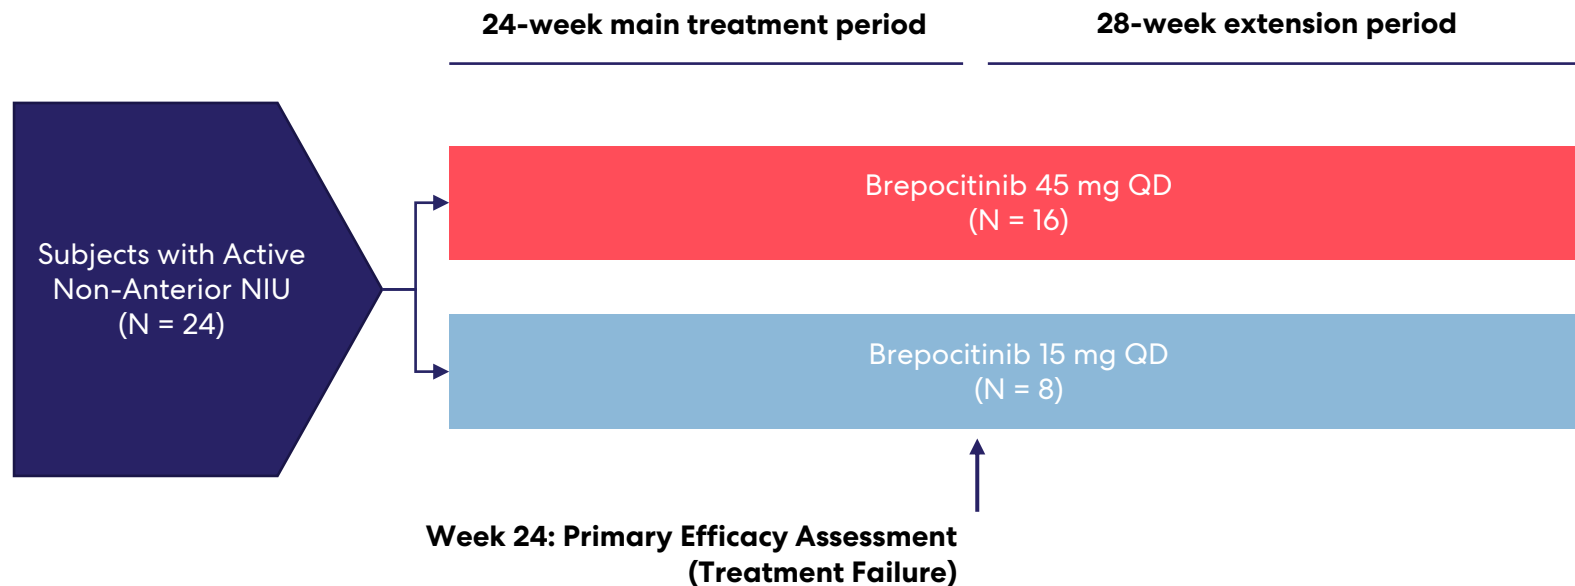 24-week main treatment period
28-week extension period
Brepocitinib 45 mg QD
(N = 16)
Subjects with Active
Non-Anterior NIU
(N = 24)
Brepocitinib 15 mg QD
(N = 8)
Week 24: Primary Efficacy Assessment
(Treatment Failure)